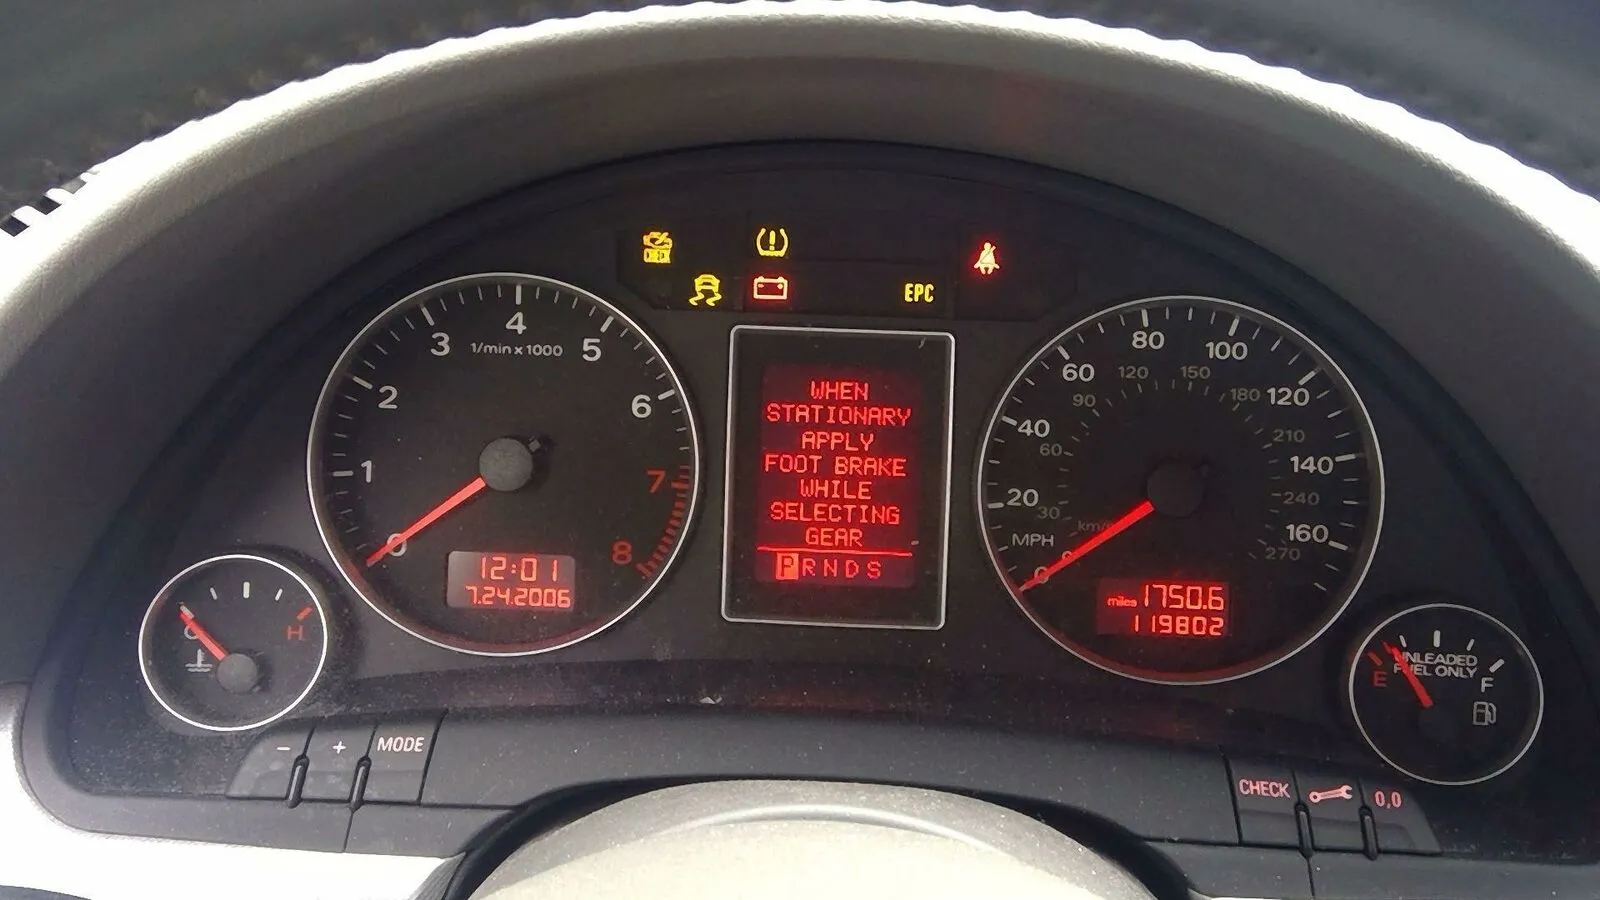 CHECK
EPC
3 4 5
1/min x 1000
2 6
1 7
0 8
12:01
7.24.2006
WHEN
STATIONARY
APPLY
FOOT BRAKE
WHILE
SELECTING
GEAR
PRNDS
80 100
60 120 150
90 180 120
40 210
60 140
20 240
30
km/h
MPH 160
270
0
miles 1750.6
119802
C H
UNLEADED
FUEL ONLY
E F
- + MODE
CHECK 0,0